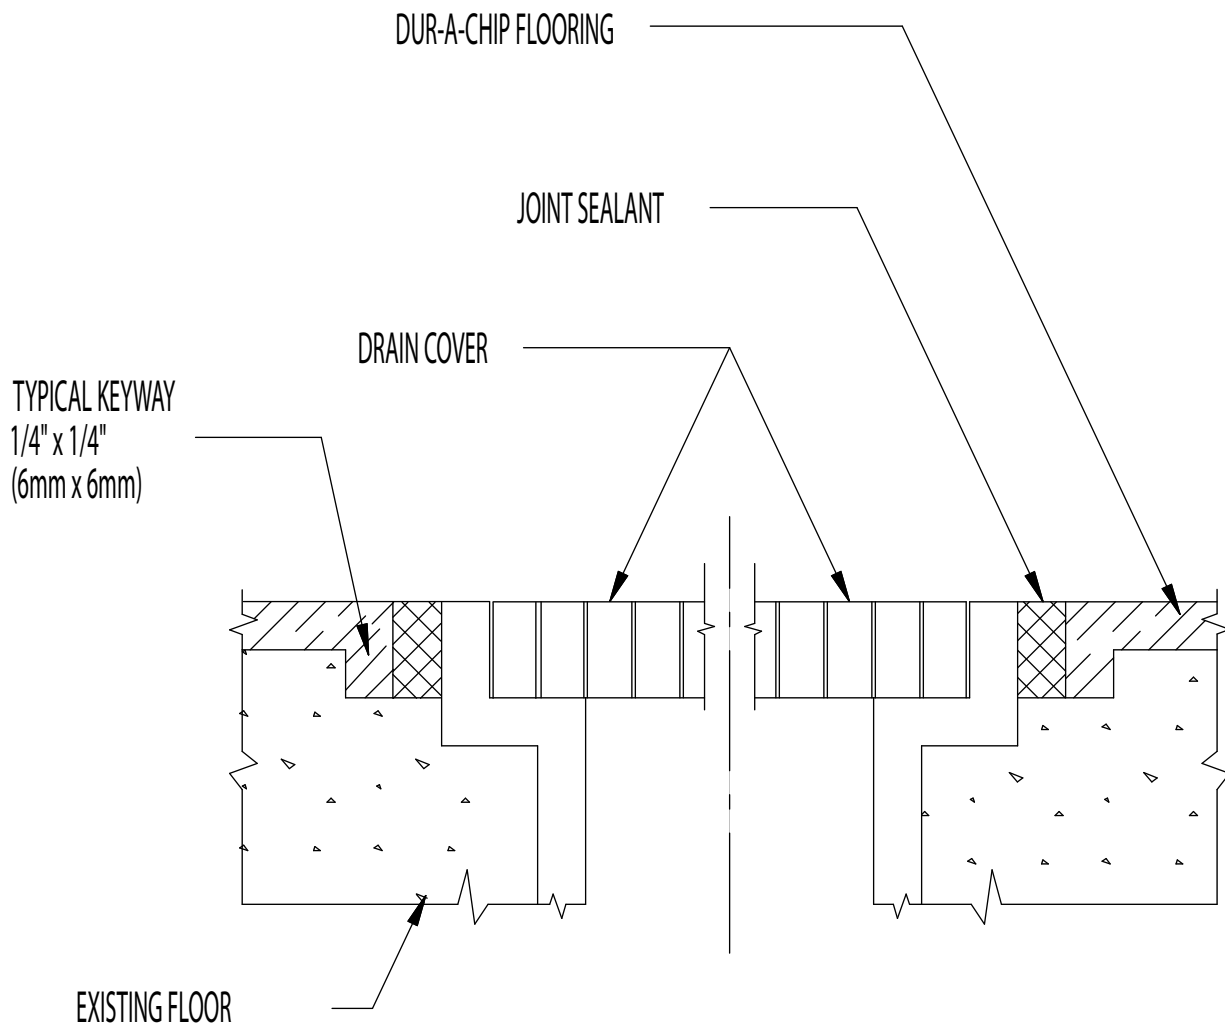 DUR-A-CHIP FLOORING
JOINT SEALANT
DRAIN COVER
TYPICAL KEYWAY
1/4" x 1/4"
(6mm x 6mm)
EXISTING FLOOR